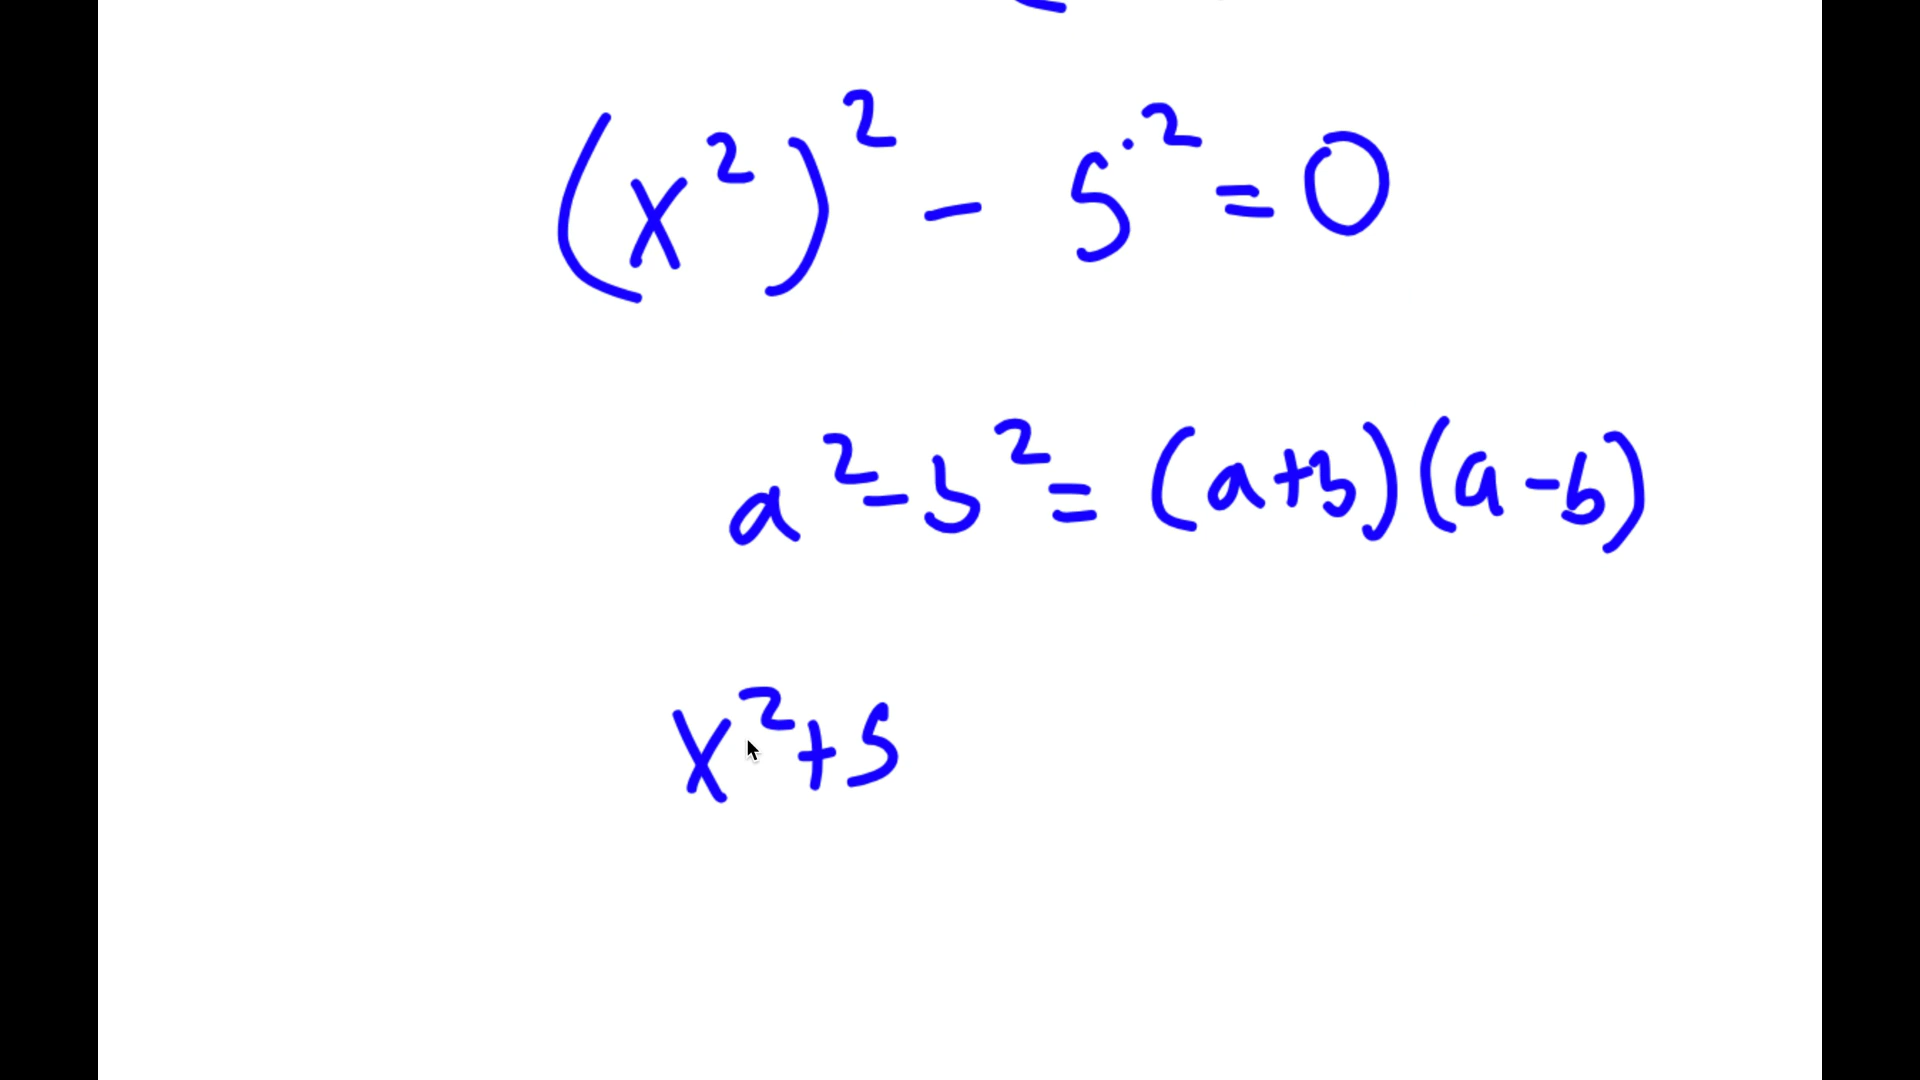 (x²)² - 5² = 0
a² - b² = (a+b)(a-b)
x² + 5